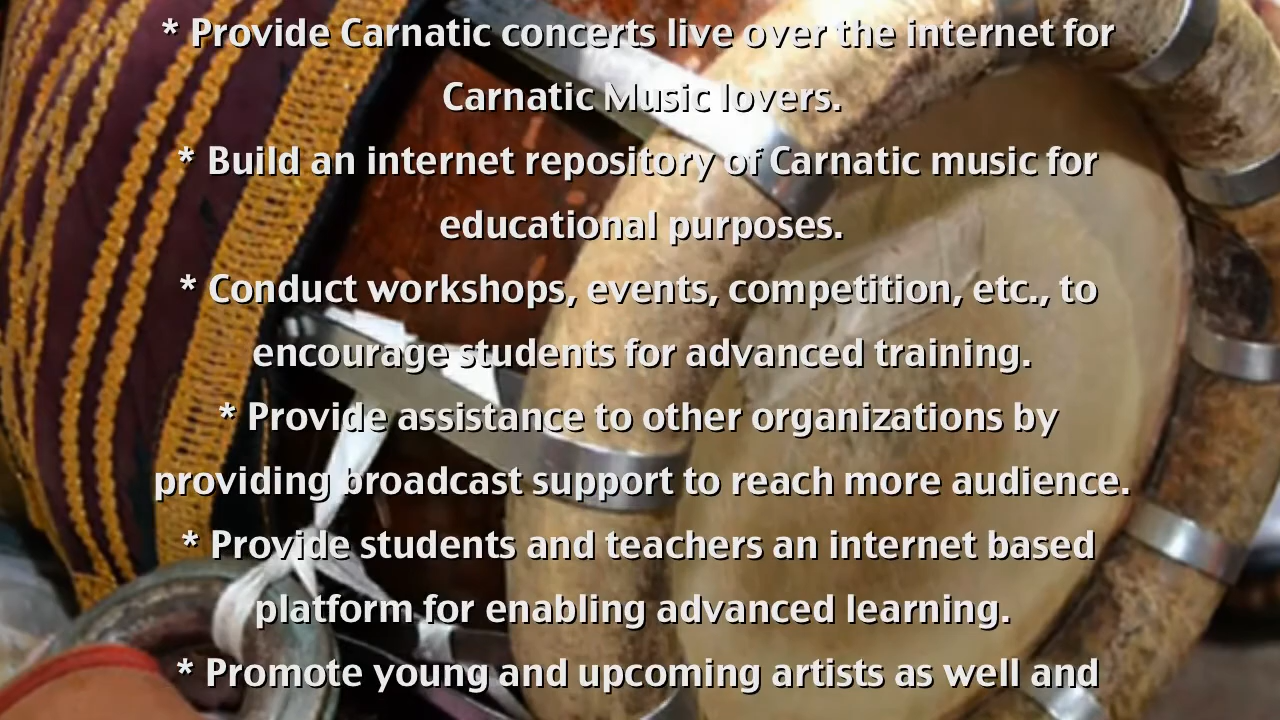 * Provide Carnatic concerts live over the internet for
Carnatic Music lovers.
* Build an internet repository of Carnatic music for
educational purposes.
* Conduct workshops, events, competition, etc., to
encourage students for advanced training.
* Provide assistance to other organizations by
providing broadcast support to reach more audience.
* Provide students and teachers an internet based
platform for enabling advanced learning.
* Promote young and upcoming artists as well and